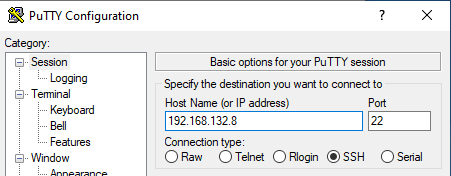 PuTTY Configuration
? ×
Category:
Session
Logging
Terminal
Keyboard
Bell
Features
Window
Appearance
Basic options for your PuTTY session
Specify the destination you want to connect to
Host Name (or IP address) Port
192.168.132.8 22
Connection type:
Raw Telnet Rlogin SSH Serial